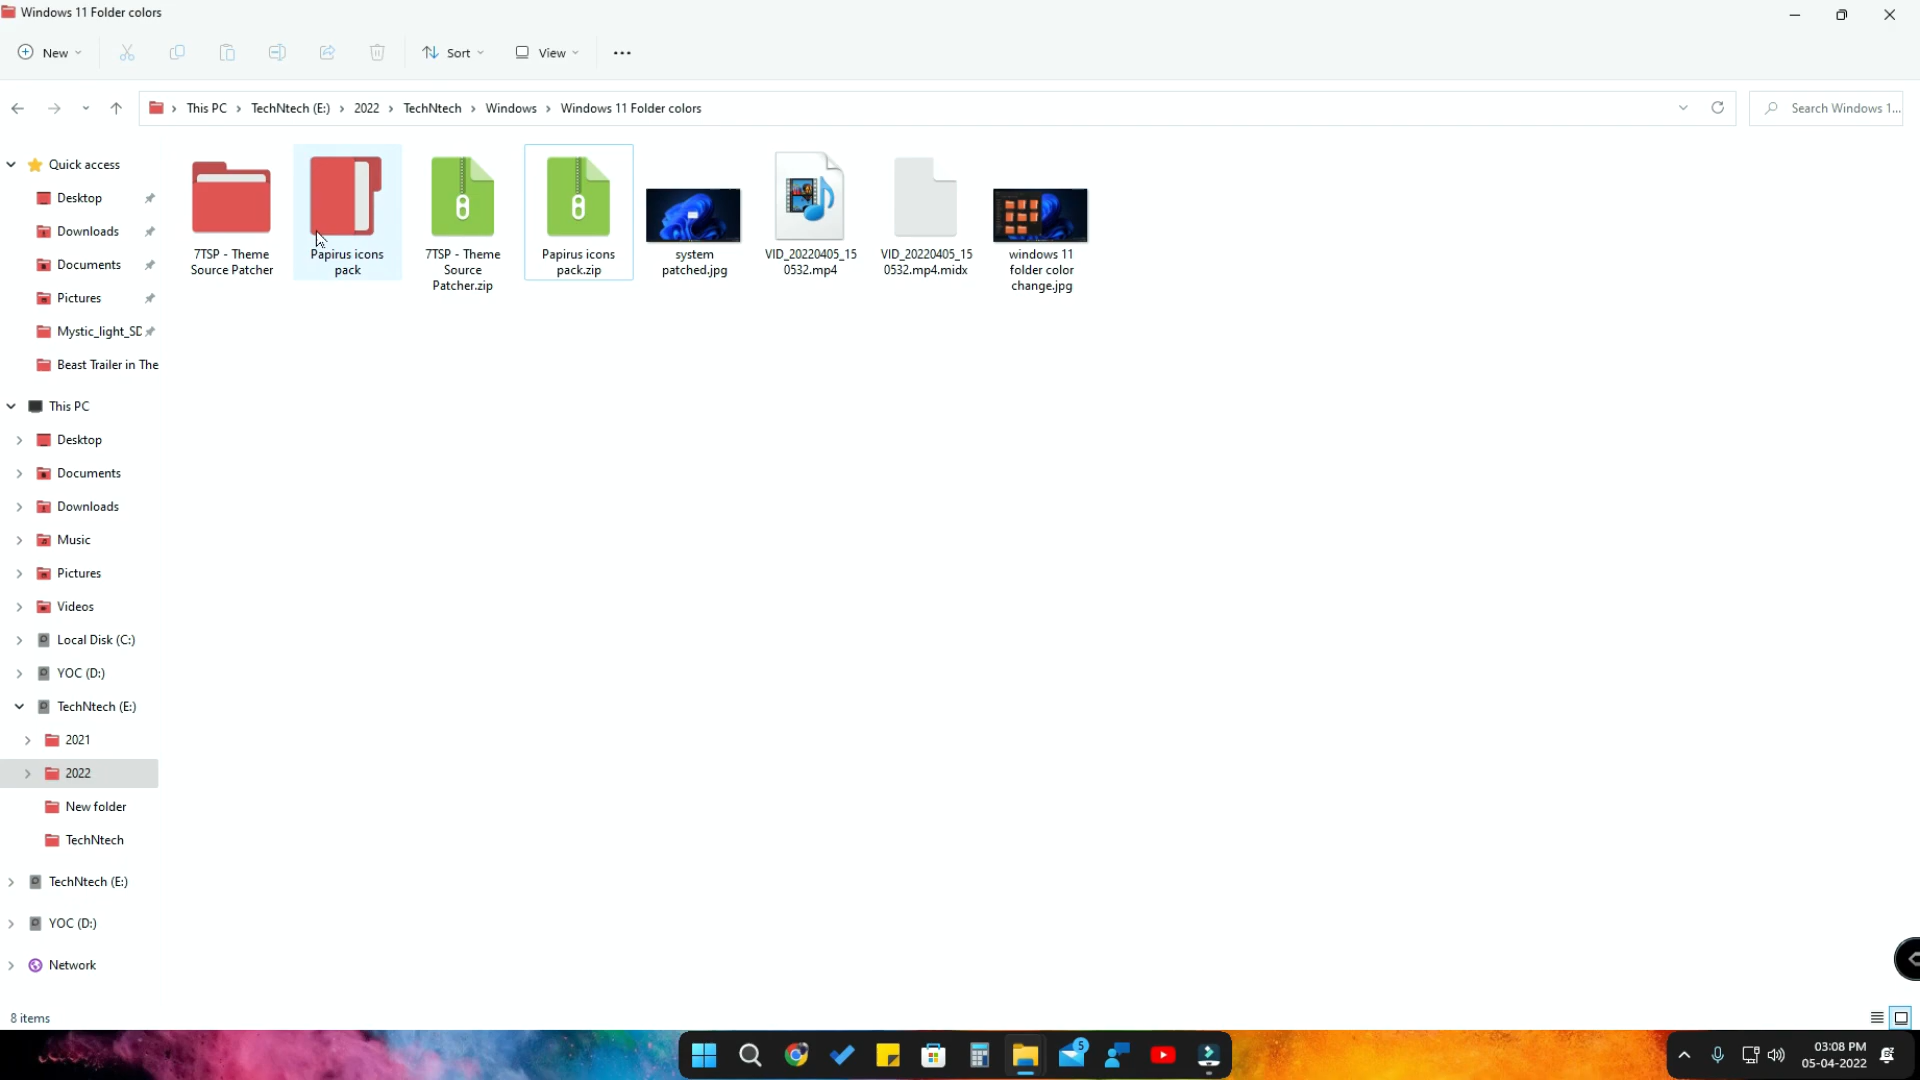 Windows 11 Folder colors
New
Sort
View
This PC > TechNtech (E:) > 2022 > TechNtech > Windows > Windows 11 Folder colors
Search Windows 1...
Quick access
Desktop
Downloads
Documents
Pictures
Mystic_light_SD
Beast Trailer in The
This PC
Desktop
Documents
Downloads
Music
Pictures
Videos
Local Disk (C:)
YOC (D:)
TechNtech (E:)
2021
2022
New folder
TechNtech
TechNtech (E:)
YOC (D:)
Network
7TSP - Theme
Source Patcher
Papirus icons
pack
7TSP - Theme
Source
Patcher.zip
Papirus icons
pack.zip
system
patched.jpg
VID_20220405_15
0532.mp4
VID_20220405_15
0532.mp4.midx
windows 11
folder color
change.jpg
8 items
5
03:08 PM
05-04-2022